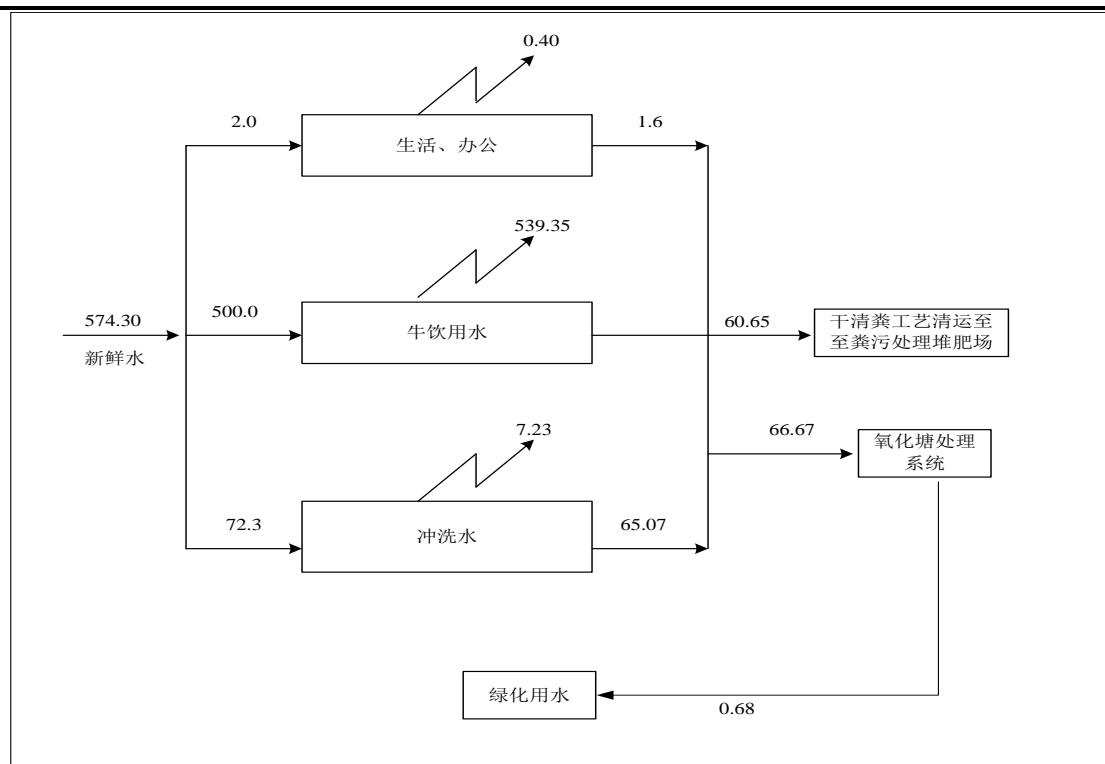 0.40
2.0
生活、办公
1.6
539.35
574.30
新鲜水
500.0
牛饮用水
60.65
干清粪工艺清运至
至粪污处理堆肥场
7.23
66.67
氧化塘处理
系统
72.3
冲洗水
65.07
绿化用水
0.68